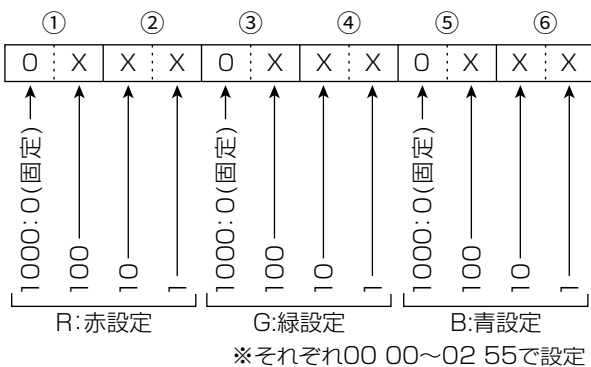 ① ② ③ ④ ⑤ ⑥
0 X X X 0 X X X 0 X X X
1000:0(固定) 100 10 1 1000:0(固定) 100 10 1 1000:0(固定) 100 10 1
R:赤設定 G:緑設定 B:青設定
※それぞれ00 00〜02 55で設定